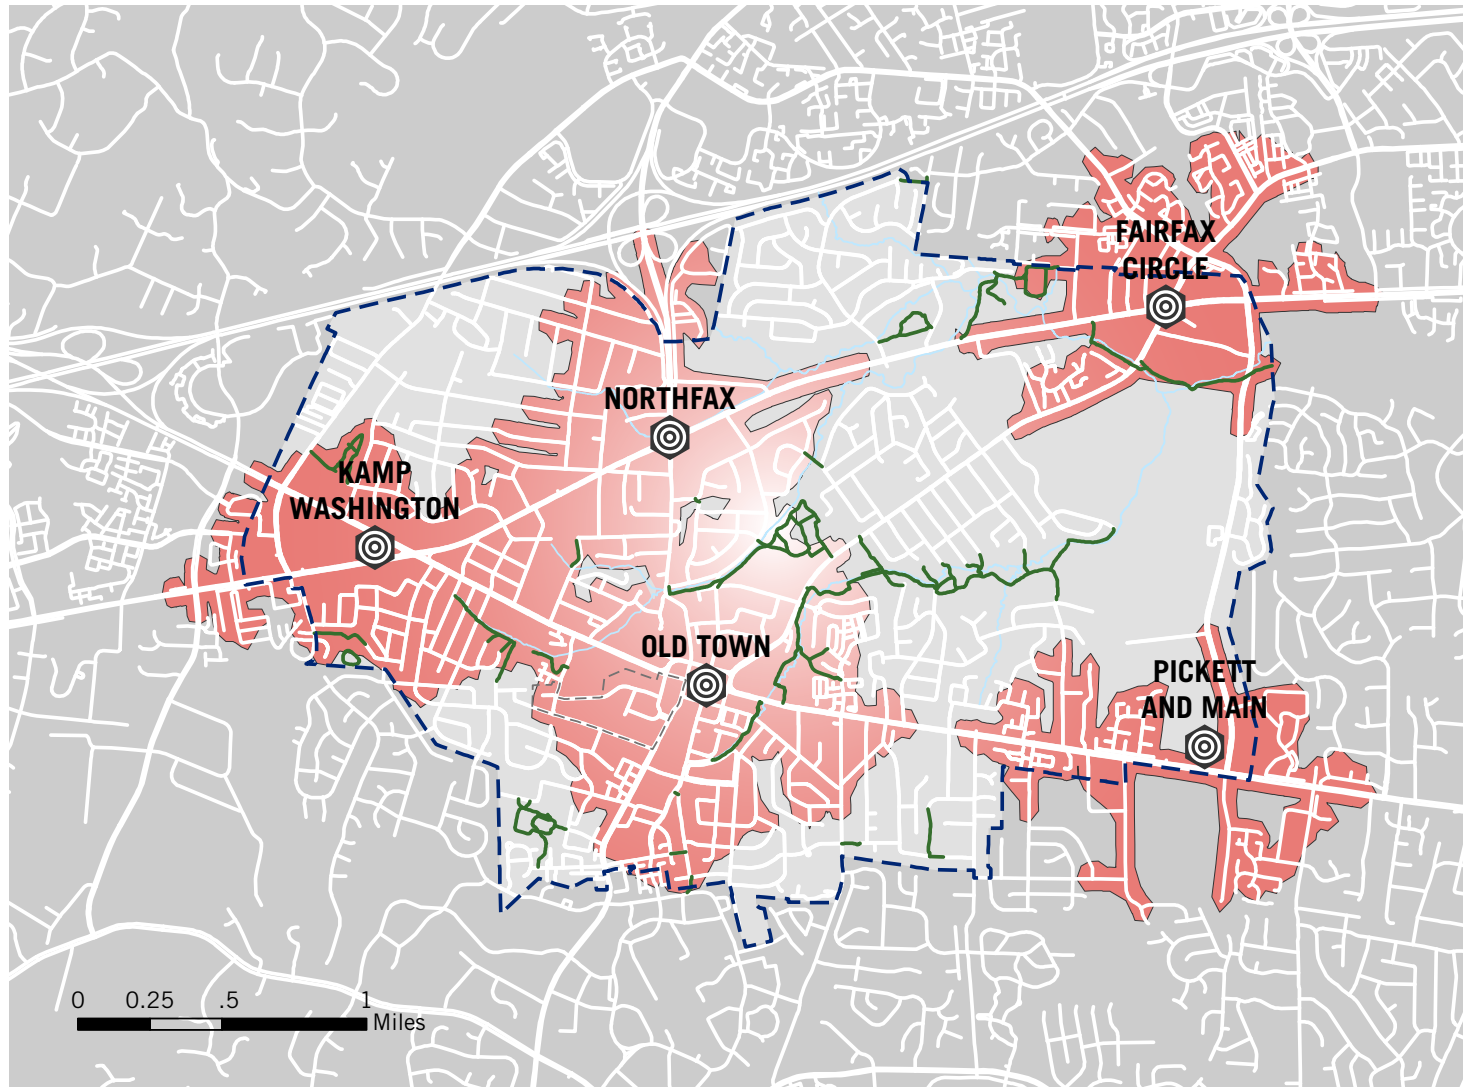 FAIRFAX
CIRCLE
NORTHFAX
KAMP
WASHINGTON
OLD TOWN
PICKETT
AND MAIN
0 0.25 .5 1
Miles